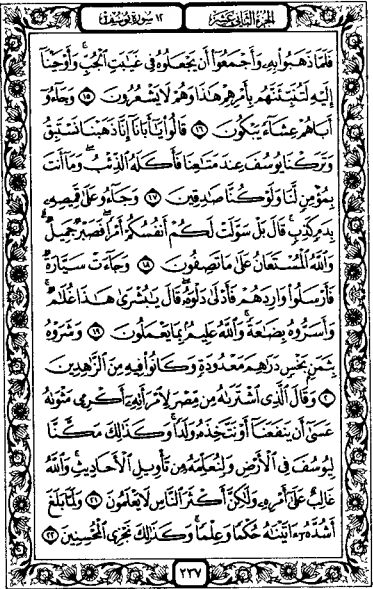 الجزء الثاني عشر ١٢ سورة يوسف
فَلَمَّا ذَهَبُوا۟ بِهِۦ وَأَجْمَعُوٓا۟ أَن يَجْعَلُوهُ فِى غَيَـٰبَتِ ٱلْجُبِّ ۚ وَأَوْحَيْنَآ
إِلَيْهِ لَتُنَبِّئَنَّهُم بِأَمْرِهِمْ هَـٰذَا وَهُمْ لَا يَشْعُرُونَ ١٥ وَجَآءُوٓ
أَبَاهُمْ عِشَآءً يَبْكُونَ ١٦ قَالُوا۟ يَـٰٓأَبَانَآ إِنَّا ذَهَبْنَا نَسْتَبِقُ
وَتَرَكْنَا يُوسُفَ عِندَ مَتَـٰعِنَا فَأَكَلَهُ ٱلذِّئْبُ ۖ وَمَآ أَنتَ
بِمُؤْمِنٍ لَّنَا وَلَوْ كُنَّا صَـٰدِقِينَ ١٧ وَجَآءُو عَلَىٰ قَمِيصِهِۦ
بِدَمٍ كَذِبٍ ۚ قَالَ بَلْ سَوَّلَتْ لَكُمْ أَنفُسُكُمْ أَمْرًا ۖ فَصَبْرٌ جَمِيلٌ ۖ
وَٱللَّهُ ٱلْمُسْتَعَانُ عَلَىٰ مَا تَصِفُونَ ١٨ وَجَآءَتْ سَيَّارَةٌ
فَأَرْسَلُوا۟ وَارِدَهُمْ فَأَدْلَىٰ دَلْوَهُۥ ۖ قَالَ يَـٰبُشْرَىٰ هَـٰذَا غُلَـٰمٌ ۚ
وَأَسَرُّوهُ بِضَـٰعَةً ۚ وَٱللَّهُ عَلِيمٌۢ بِمَا يَعْمَلُونَ ١٩ وَشَرَوْهُ
بِثَمَنٍۭ بَخْسٍ دَرَٰهِمَ مَعْدُودَةٍ وَكَانُوا۟ فِيهِ مِنَ ٱلزَّٰهِدِينَ
٢٠ وَقَالَ ٱلَّذِى ٱشْتَرَىٰهُ مِن مِّصْرَ لِٱمْرَأَتِهِۦٓ أَكْرِمِى مَثْوَىٰهُ
عَسَىٰٓ أَن يَنفَعَنَآ أَوْ نَتَّخِذَهُۥ وَلَدًا ۚ وَكَذَٰلِكَ مَكَّنَّا
لِيُوسُفَ فِى ٱلْأَرْضِ وَلِنُعَلِّمَهُۥ مِن تَأْوِيلِ ٱلْأَحَادِيثِ ۚ وَٱللَّهُ
غَالِبٌ عَلَىٰٓ أَمْرِهِۦ وَلَـٰكِنَّ أَكْثَرَ ٱلنَّاسِ لَا يَعْلَمُونَ ٢١ وَلَمَّا بَلَغَ
أَشُدَّهُۥٓ ءَاتَيْنَـٰهُ حُكْمًا وَعِلْمًا ۚ وَكَذَٰلِكَ نَجْزِى ٱلْمُحْسِنِينَ ٢٢
٢٣٧